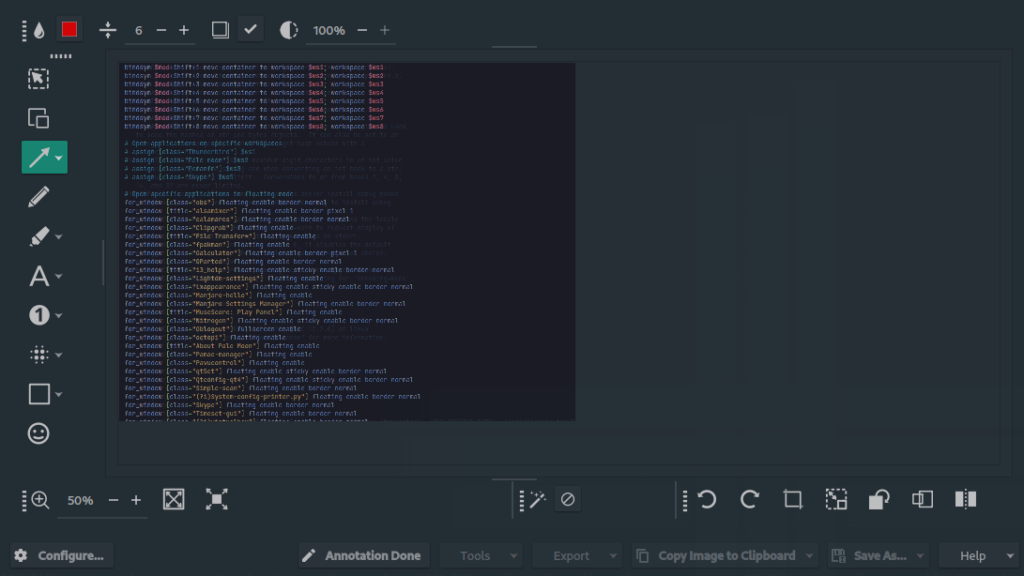 6
100%
bindsym $mod+Shift+1 move container to workspace $ws1; workspace $ws1
bindsym $mod+Shift+2 move container to workspace $ws2; workspace $ws2
bindsym $mod+Shift+3 move container to workspace $ws3; workspace $ws3
bindsym $mod+Shift+4 move container to workspace $ws4; workspace $ws4
bindsym $mod+Shift+5 move container to workspace $ws5; workspace $ws5
bindsym $mod+Shift+6 move container to workspace $ws6; workspace $ws6
bindsym $mod+Shift+7 move container to workspace $ws7; workspace $ws7
bindsym $mod+Shift+8 move container to workspace $ws8; workspace $ws8
# Open applications on specific workspaces
# assign [class="Thunderbird"] $ws1
# assign [class="Pale moon"] $ws2
# assign [class="Pcmanfm"] $ws3
# assign [class="Skype"] $ws5
# Open specific applications in floating mode
for_window [class="obs"] floating enable border normal
for_window [title="alsamixer"] floating enable border pixel 1
for_window [class="calamares"] floating enable border normal
for_window [class="Clipgrab"] floating enable
for_window [title="File Transfer*"] floating enable
for_window [class="fpakman"] floating enable
for_window [class="Galculator"] floating enable border pixel 1
for_window [class="GParted"] floating enable border normal
for_window [title="i3_help"] floating enable sticky enable border normal
for_window [class="Lightdm-settings"] floating enable
for_window [class="Lxappearance"] floating enable sticky enable border normal
for_window [class="Manjaro-hello"] floating enable
for_window [class="Manjaro Settings Manager"] floating enable border normal
for_window [title="MuseScore: Play Panel"] floating enable
for_window [class="Nitrogen"] floating enable sticky enable border normal
for_window [class="Oblogout"] fullscreen enable
for_window [class="octopi"] floating enable
for_window [title="About Pale Moon"] floating enable
for_window [class="Pamac-manager"] floating enable
for_window [class="Pavucontrol"] floating enable
for_window [class="qt5ct"] floating enable sticky enable border normal
for_window [class="Qtconfig-qt4"] floating enable sticky enable border normal
for_window [class="Simple-scan"] floating enable border normal
for_window [class="(?i)System-config-printer.py"] floating enable border normal
for_window [class="Skype"] floating enable border normal
for_window [class="Timeset-gui"] floating enable border normal
50%
Configure...
Annotation Done
Tools
Export
Copy Image to Clipboard
Save As...
Help